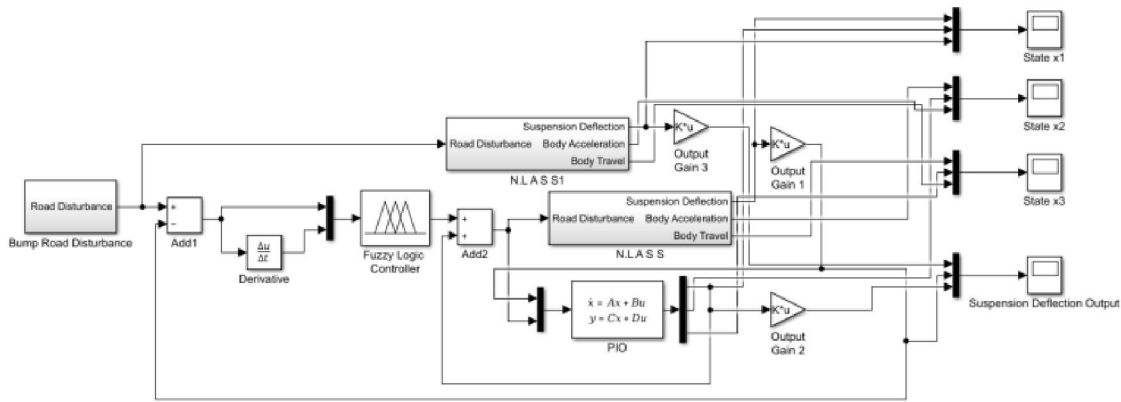 State x1
State x2
State x3
Suspension Deflection Output
Suspension Deflection
Road Disturbance
Body Acceleration
Body Travel
N.L A S S1
K*u
Output
Gain 3
K*u
Output
Gain 1
Road Disturbance
Bump Road Disturbance
+
−
Add1
Δu
Δt
Derivative
Fuzzy Logic
Controller
+
+
Add2
Suspension Deflection
Road Disturbance
Body Acceleration
Body Travel
N.L A S S
ẋ = Ax + Bu
y = Cx + Du
PIO
K*u
Output
Gain 2